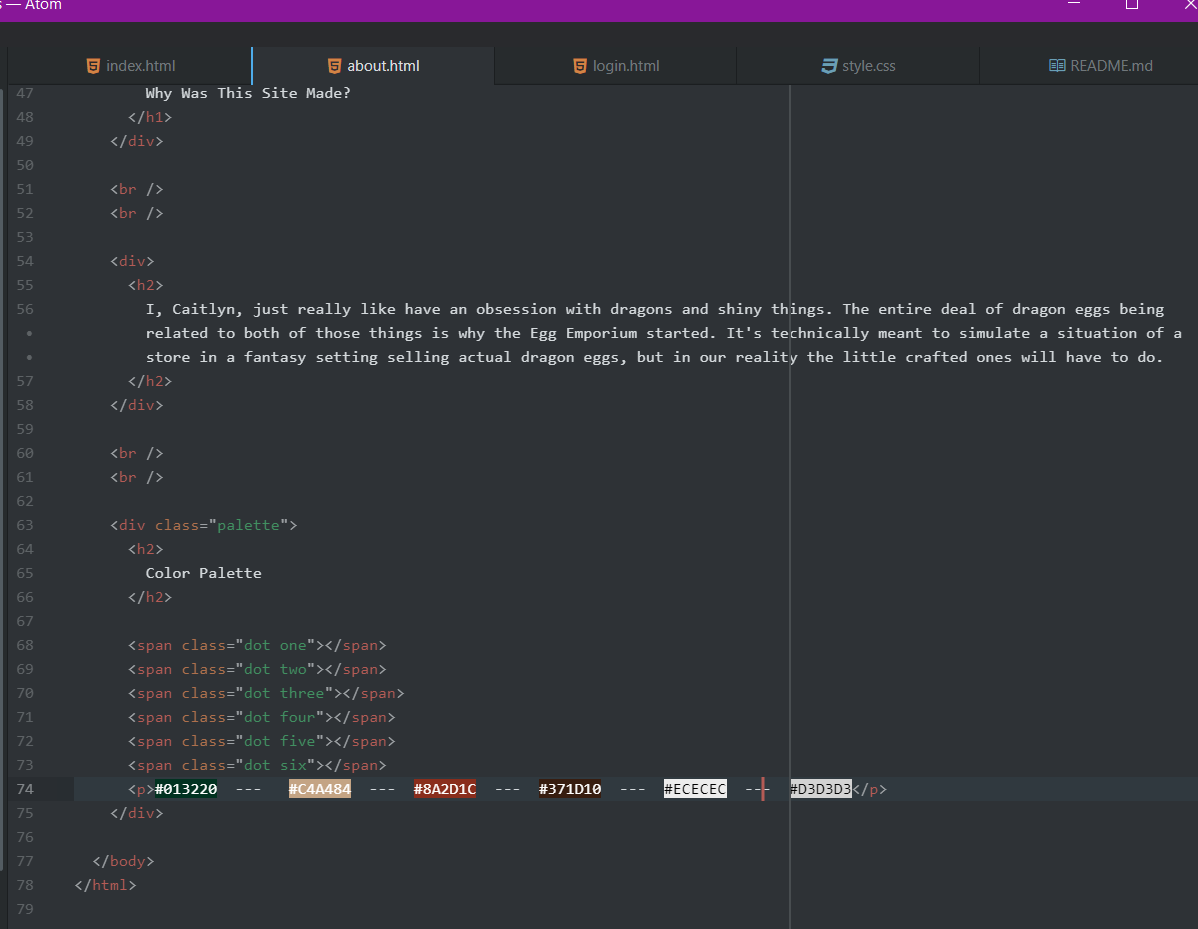 — Atom
index.html about.html login.html style.css README.md
47 Why Was This Site Made?
48 </h1>
49 </div>
50
51 <br />
52 <br />
53
54 <div>
55 <h2>
56 I, Caitlyn, just really like have an obsession with dragons and shiny things. The entire deal of dragon eggs being
• related to both of those things is why the Egg Emporium started. It's technically meant to simulate a situation of a
• store in a fantasy setting selling actual dragon eggs, but in our reality the little crafted ones will have to do.
57 </h2>
58 </div>
59
60 <br />
61 <br />
62
63 <div class="palette">
64 <h2>
65 Color Palette
66 </h2>
67
68 <span class="dot one"></span>
69 <span class="dot two"></span>
70 <span class="dot three"></span>
71 <span class="dot four"></span>
72 <span class="dot five"></span>
73 <span class="dot six"></span>
74 <p>#013220 --- #C4A484 --- #8A2D1C --- #371D10 --- #ECECEC --- #D3D3D3</p>
75 </div>
76
77 </body>
78 </html>
79